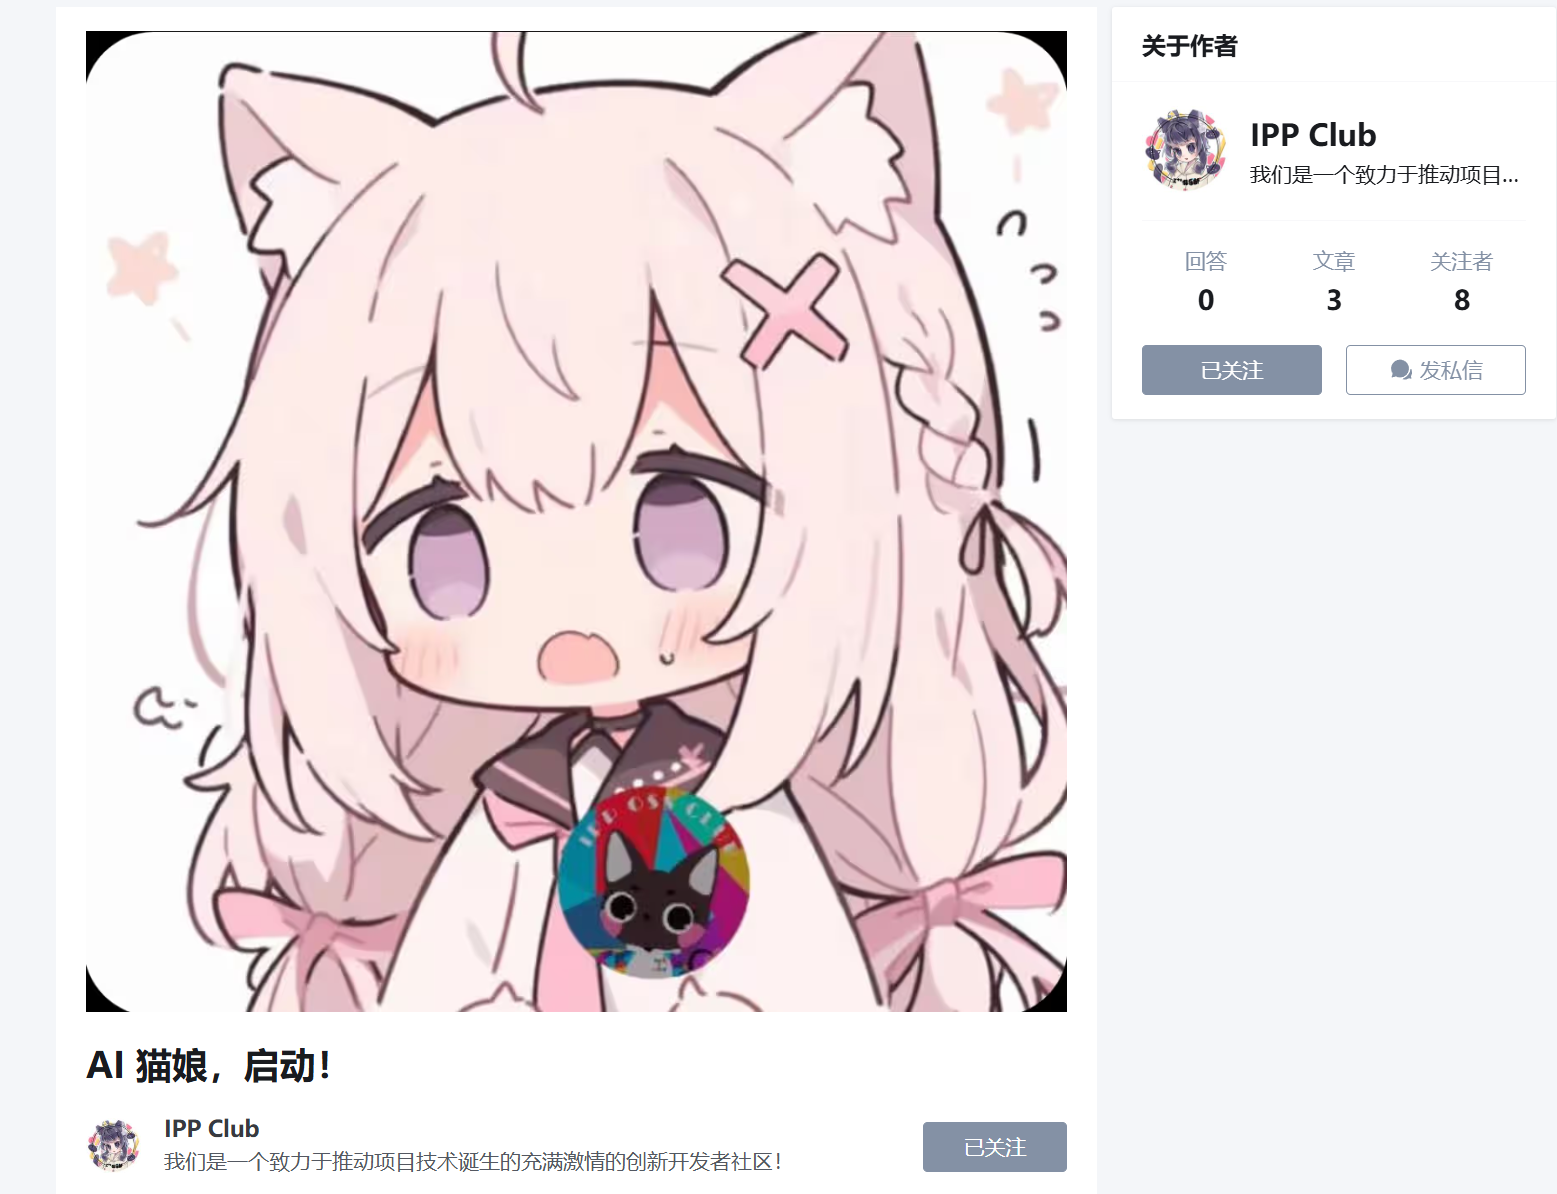 IPP OSS CLUB
AI 猫娘，启动！
IPP Club
我们是一个致力于推动项目技术诞生的充满激情的创新开发者社区！
已关注
关于作者
IPP Club
我们是一个致力于推动项目...
回答 文章 关注者
0 3 8
已关注 发私信